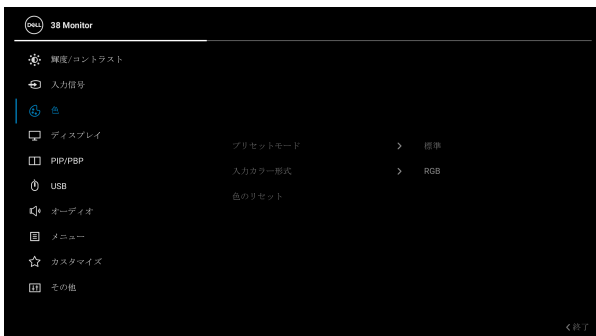 DELL 38 Monitor
輝度/コントラスト
入力信号
色
ディスプレイ
プリセットモード 標準
PIP/PBP
入力カラー形式 RGB
USB
色のリセット
オーディオ
メニュー
カスタマイズ
その他
終了